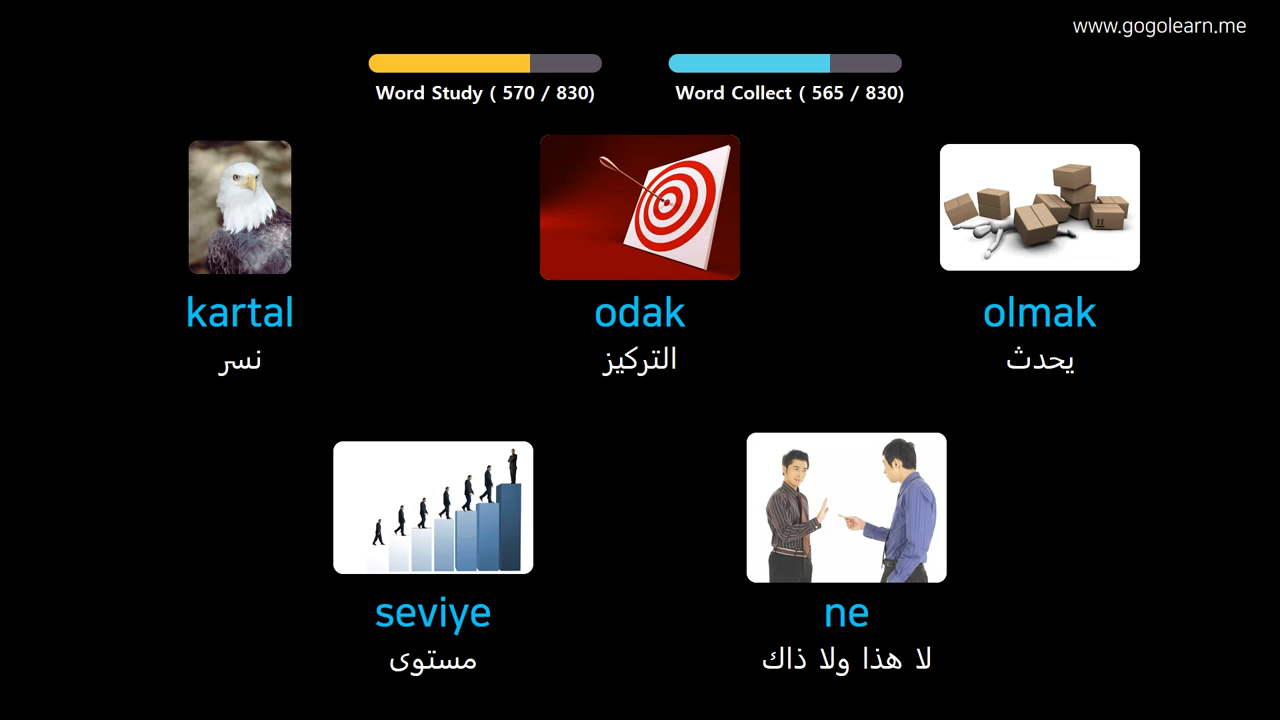 www.gogolearn.me
Word Study ( 570 / 830)
Word Collect ( 565 / 830)
kartal
نسر
odak
التركيز
olmak
يحدث
seviye
مستوى
ne
لا هذا ولا ذاك